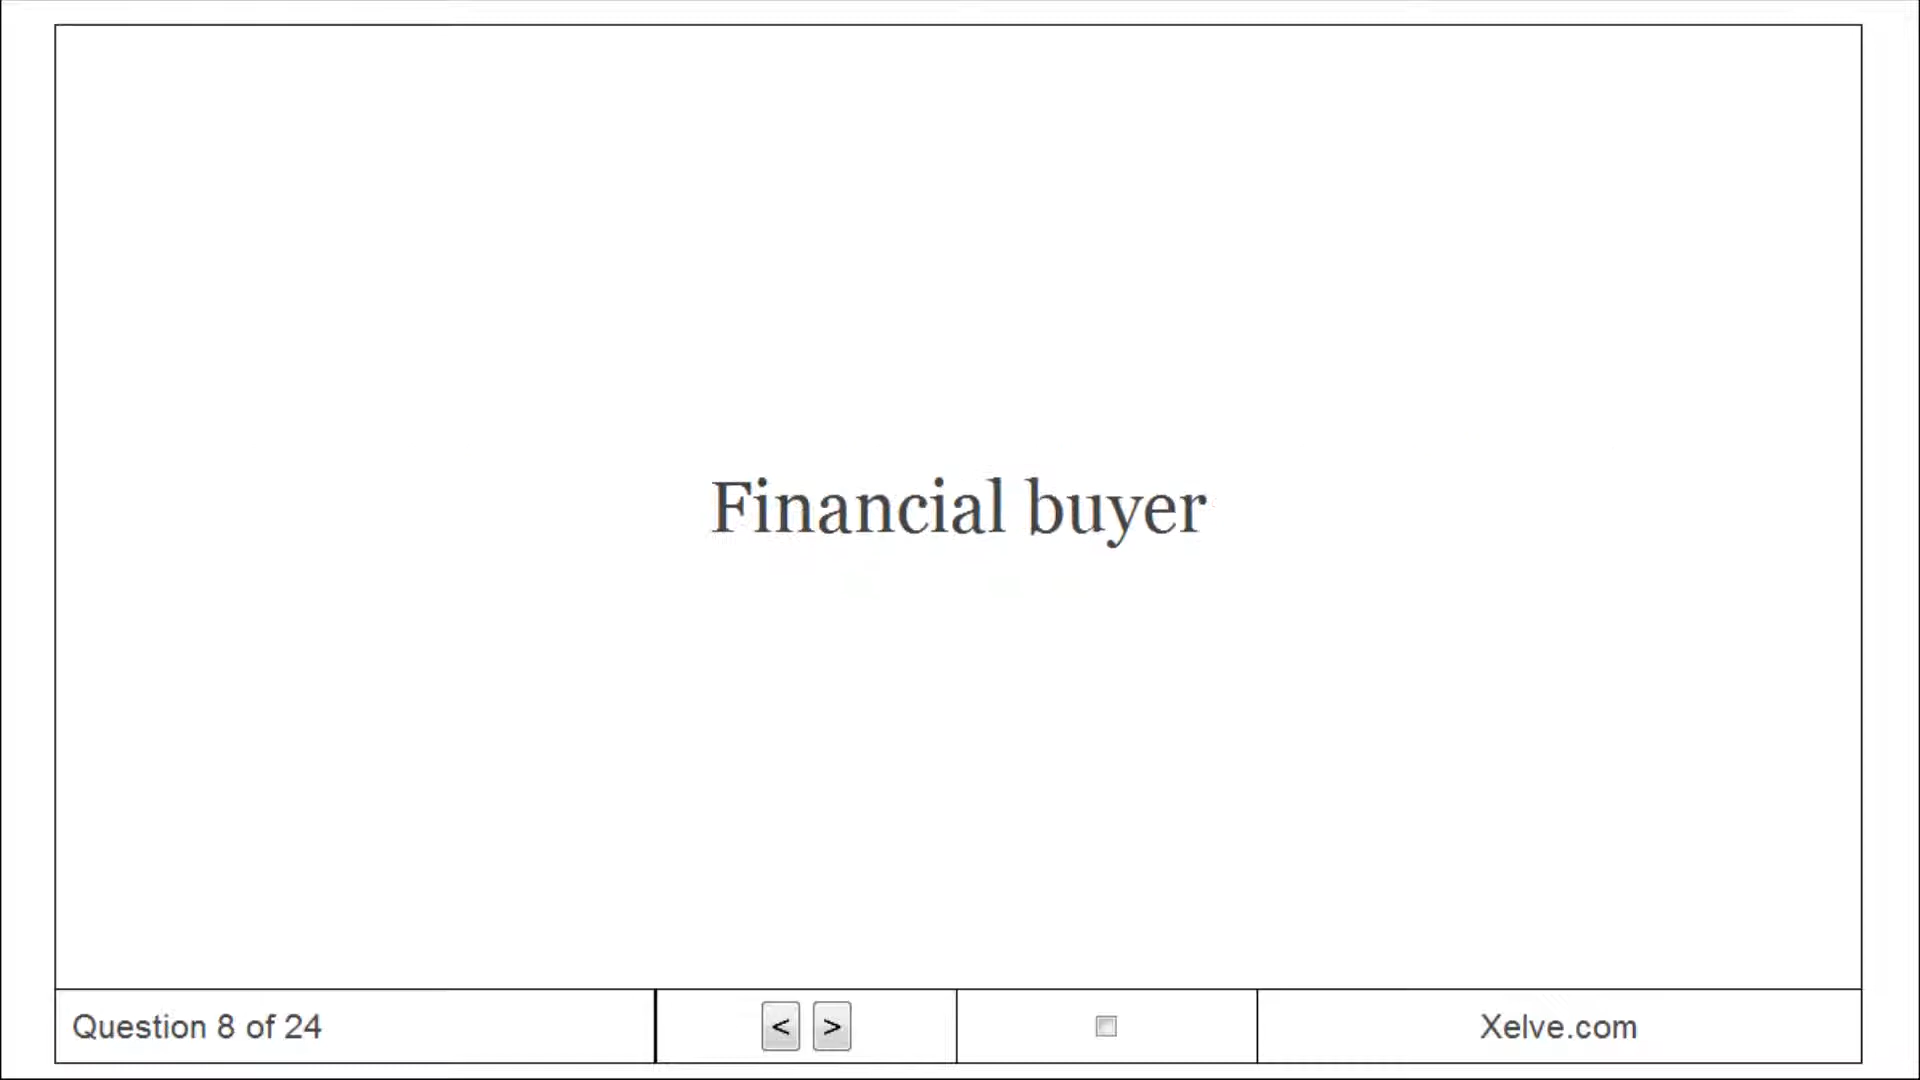 Financial buyer
Question 8 of 24
< >
Xelve.com